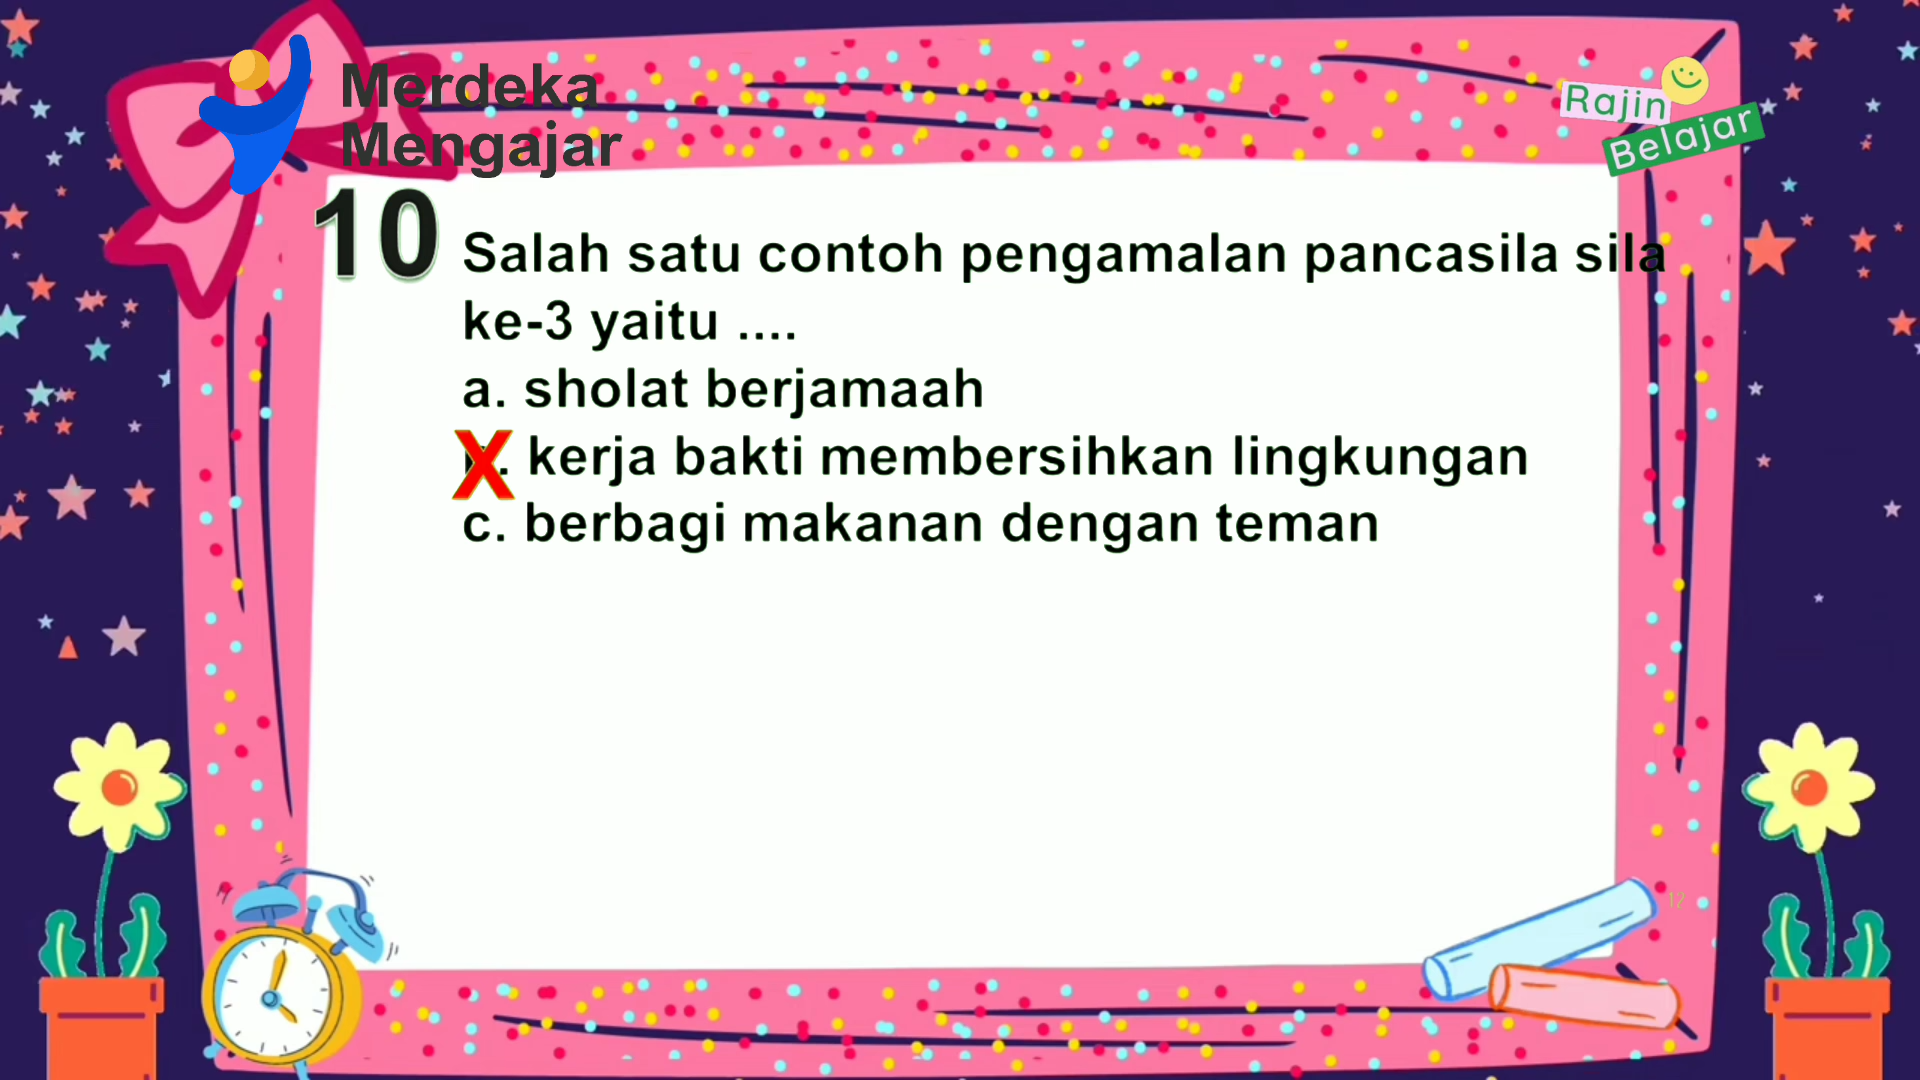 Merdeka
Mengajar
Rajin
Belajar
10
Salah satu contoh pengamalan pancasila sila
ke-3 yaitu ....
a. sholat berjamaah
X. kerja bakti membersihkan lingkungan
c. berbagi makanan dengan teman
17